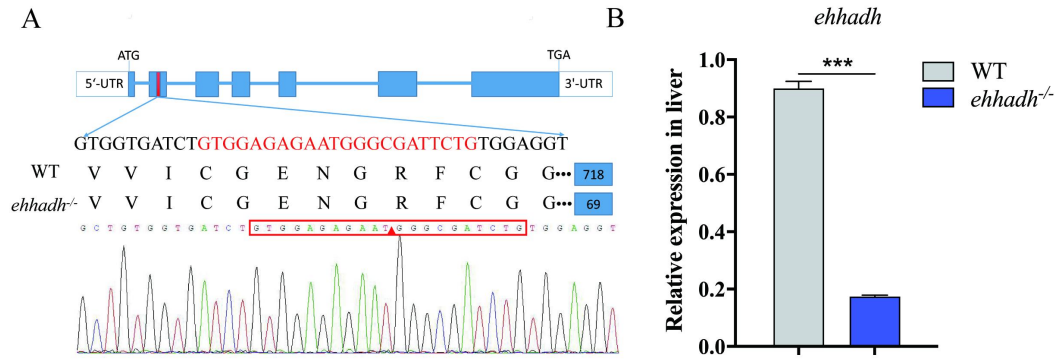 A
ATG
TGA
5'-UTR
3'-UTR
GTGGTGATCTGTGGAGAGAATGGGCGATTCTGTGGAGGT
WT V V I C G E N G R F C G G••• 718
ehhadh-/- V V I C G E N G R F C G G••• 69
G C T G T G G T G A T C T G T G G A G A G A A T G G G C G A T C T G T G G A G G T
B
ehhadh
Relative expression in liver
1.0
0.8
0.6
0.4
0.2
0.0
***
WT
ehhadh-/-